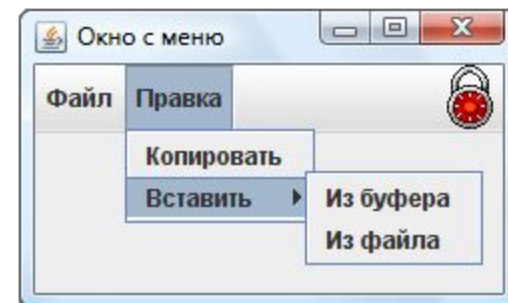 Окно с меню
Файл Правка
Копировать
Вставить
Из буфера
Из файла